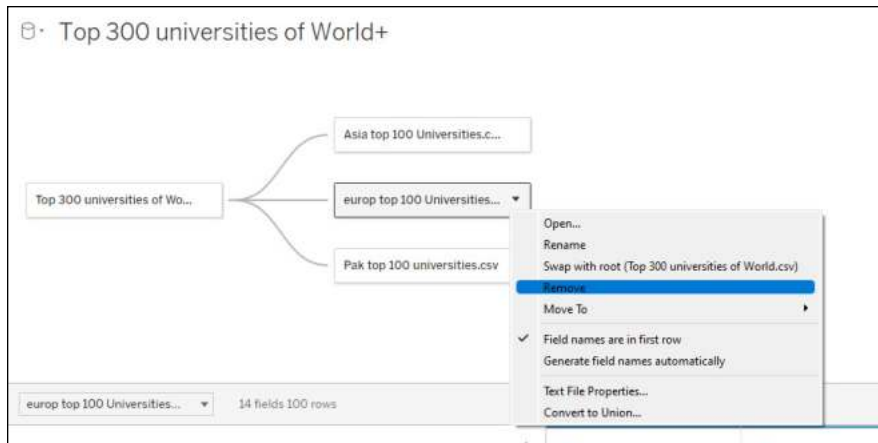 Top 300 universities of World+
Asia top 100 Universities.c...
Top 300 universities of Wo...
europ top 100 Universities...
Pak top 100 universities.csv
Open...
Rename
Swap with root (Top 300 universities of World.csv)
Remove
Move To
Field names are in first row
Generate field names automatically
Text File Properties...
Convert to Union...
europ top 100 Universities...
14 fields 100 rows